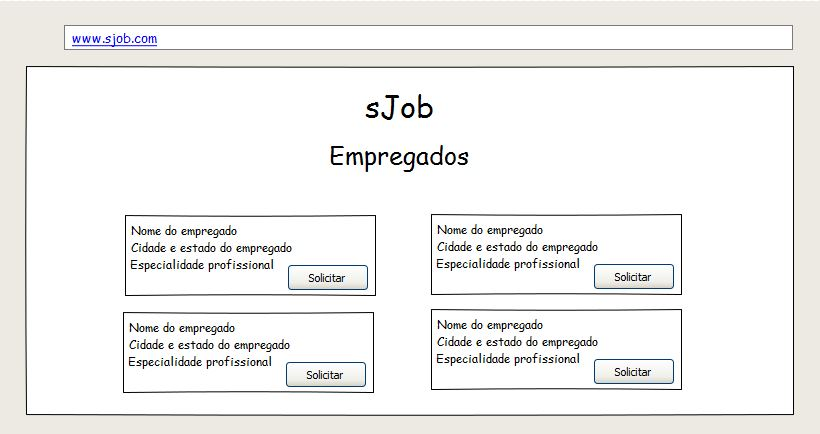 www.sjob.com
sJob
Empregados
Nome do empregado
Cidade e estado do empregado
Especialidade profissional
Solicitar
Nome do empregado
Cidade e estado do empregado
Especialidade profissional
Solicitar
Nome do empregado
Cidade e estado do empregado
Especialidade profissional
Solicitar
Nome do empregado
Cidade e estado do empregado
Especialidade profissional
Solicitar